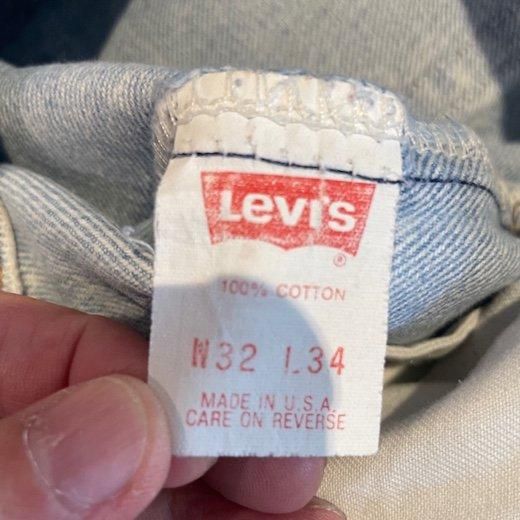 Levi's
®
100% COTTON
W32 L34
MADE IN U.S.A.
CARE ON REVERSE